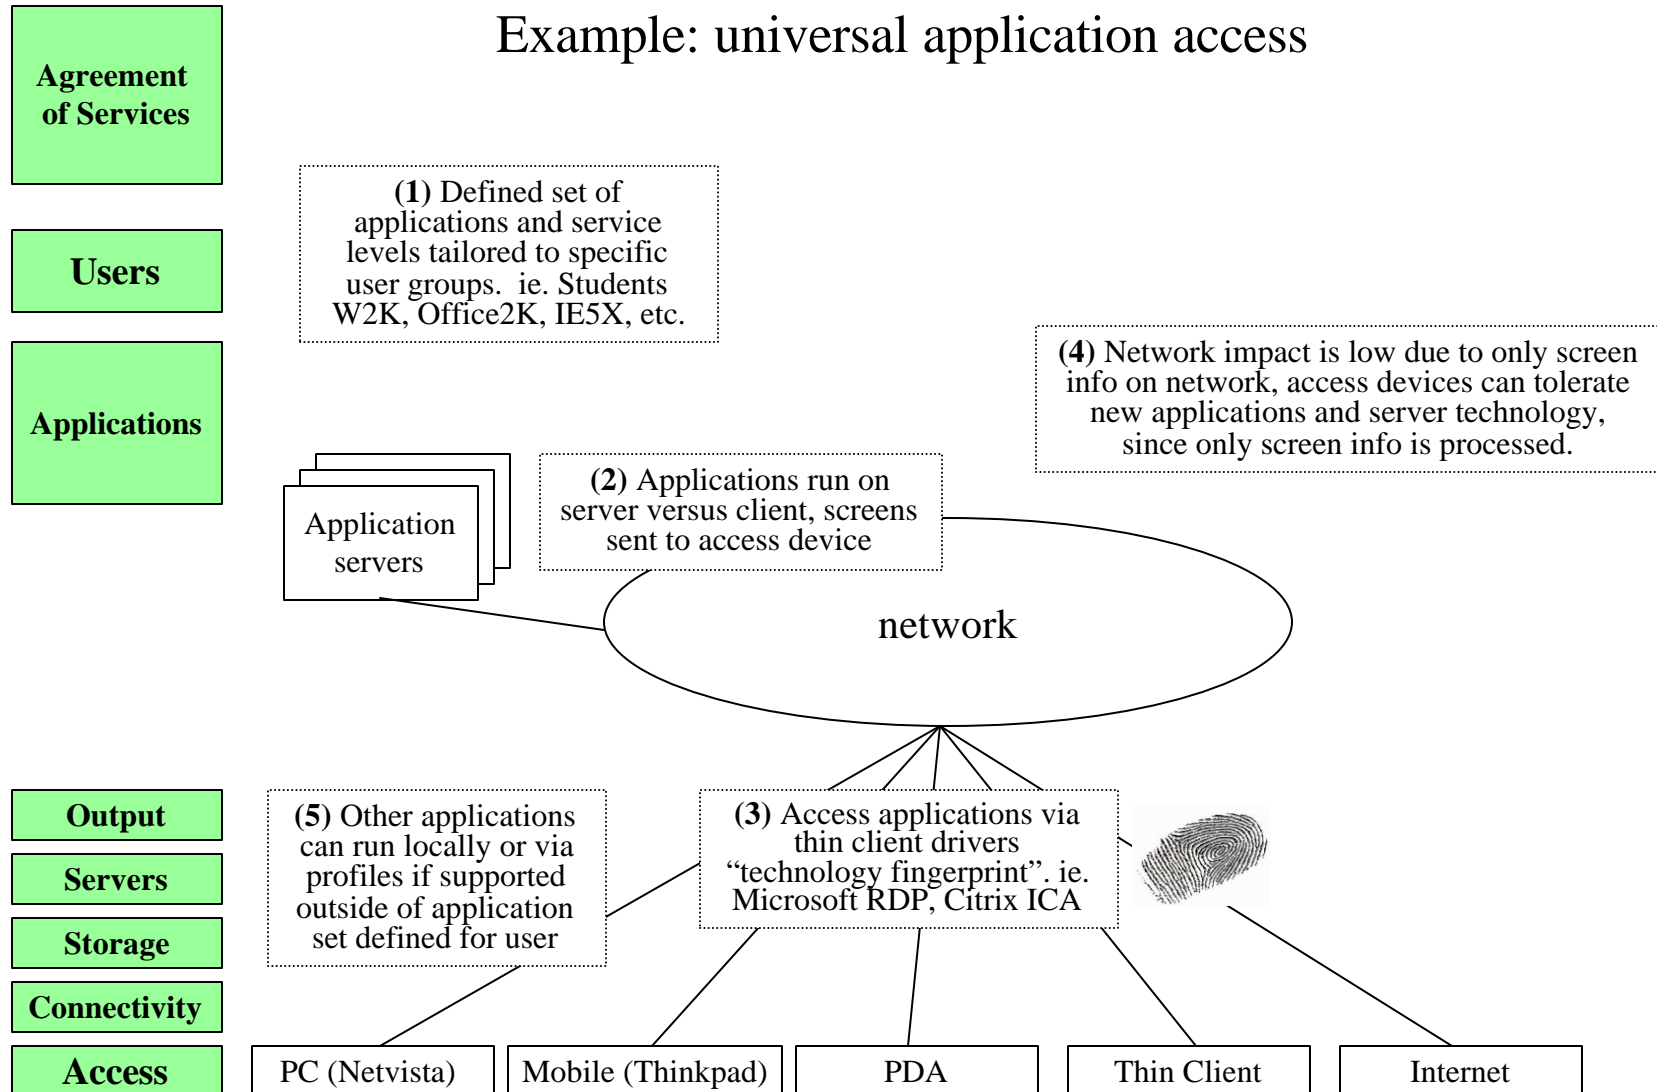 Example: universal application access
Agreement
of Services
Users
Applications
(1) Defined set of
applications and service
levels tailored to specific
user groups.  ie. Students
W2K, Office2K, IE5X, etc.
(4) Network impact is low due to only screen
info on network, access devices can tolerate
new applications and server technology,
since only screen info is processed.
Application
servers
(2) Applications run on
server versus client, screens
sent to access device
network
Output
Servers
Storage
Connectivity
Access
(5) Other applications
can run locally or via
profiles if supported
outside of application
set defined for user
(3) Access applications via
thin client drivers
“technology fingerprint”. ie.
Microsoft RDP, Citrix ICA
PC (Netvista)
Mobile (Thinkpad)
PDA
Thin Client
Internet